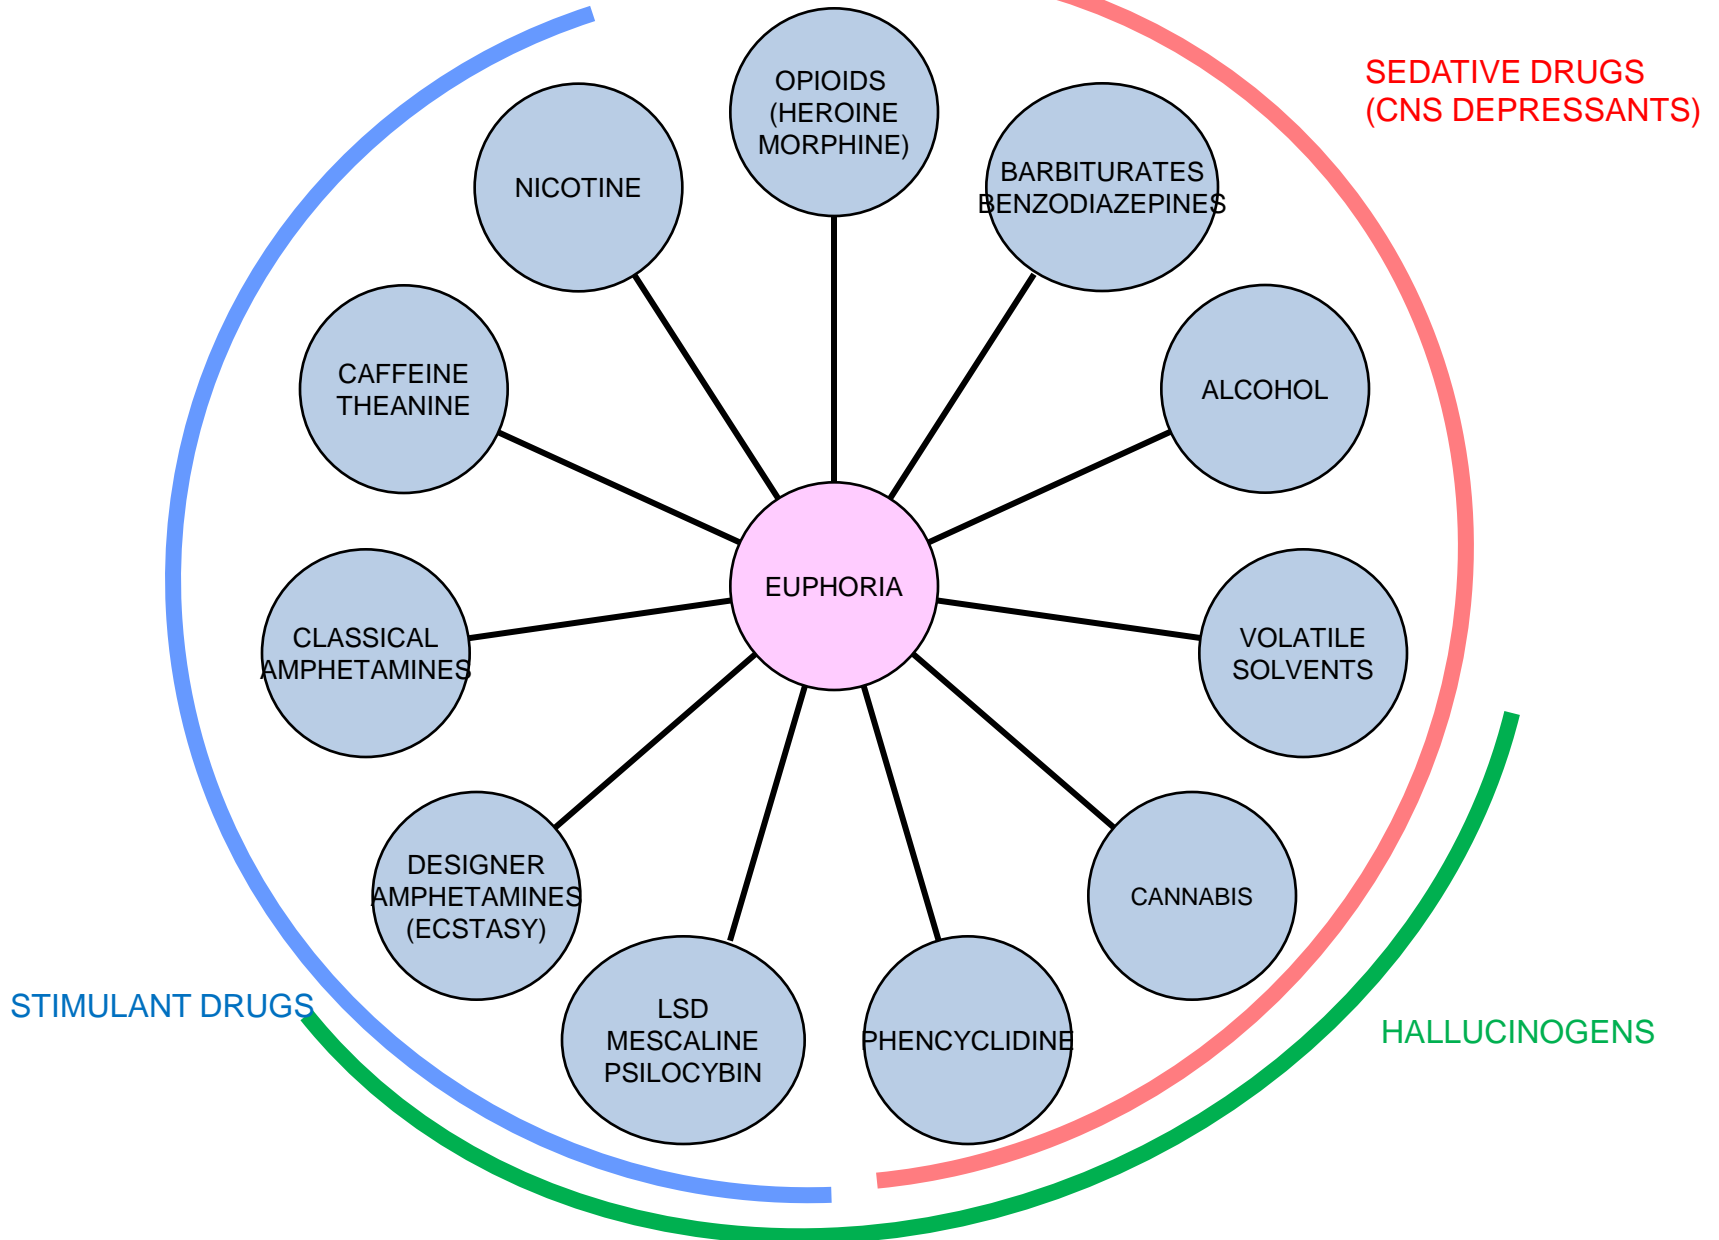 OPIOIDS
(HEROINE
MORPHINE)
SEDATIVE DRUGS
(CNS DEPRESSANTS)
NICOTINE
BARBITURATES
BENZODIAZEPINES
CAFFEINE
THEANINE
ALCOHOL
EUPHORIA
CLASSICAL
AMPHETAMINES
VOLATILE
SOLVENTS
DESIGNER
AMPHETAMINES
(ECSTASY)
CANNABIS
STIMULANT DRUGS
LSD
MESCALINE
PSILOCYBIN
PHENCYCLIDINE
HALLUCINOGENS